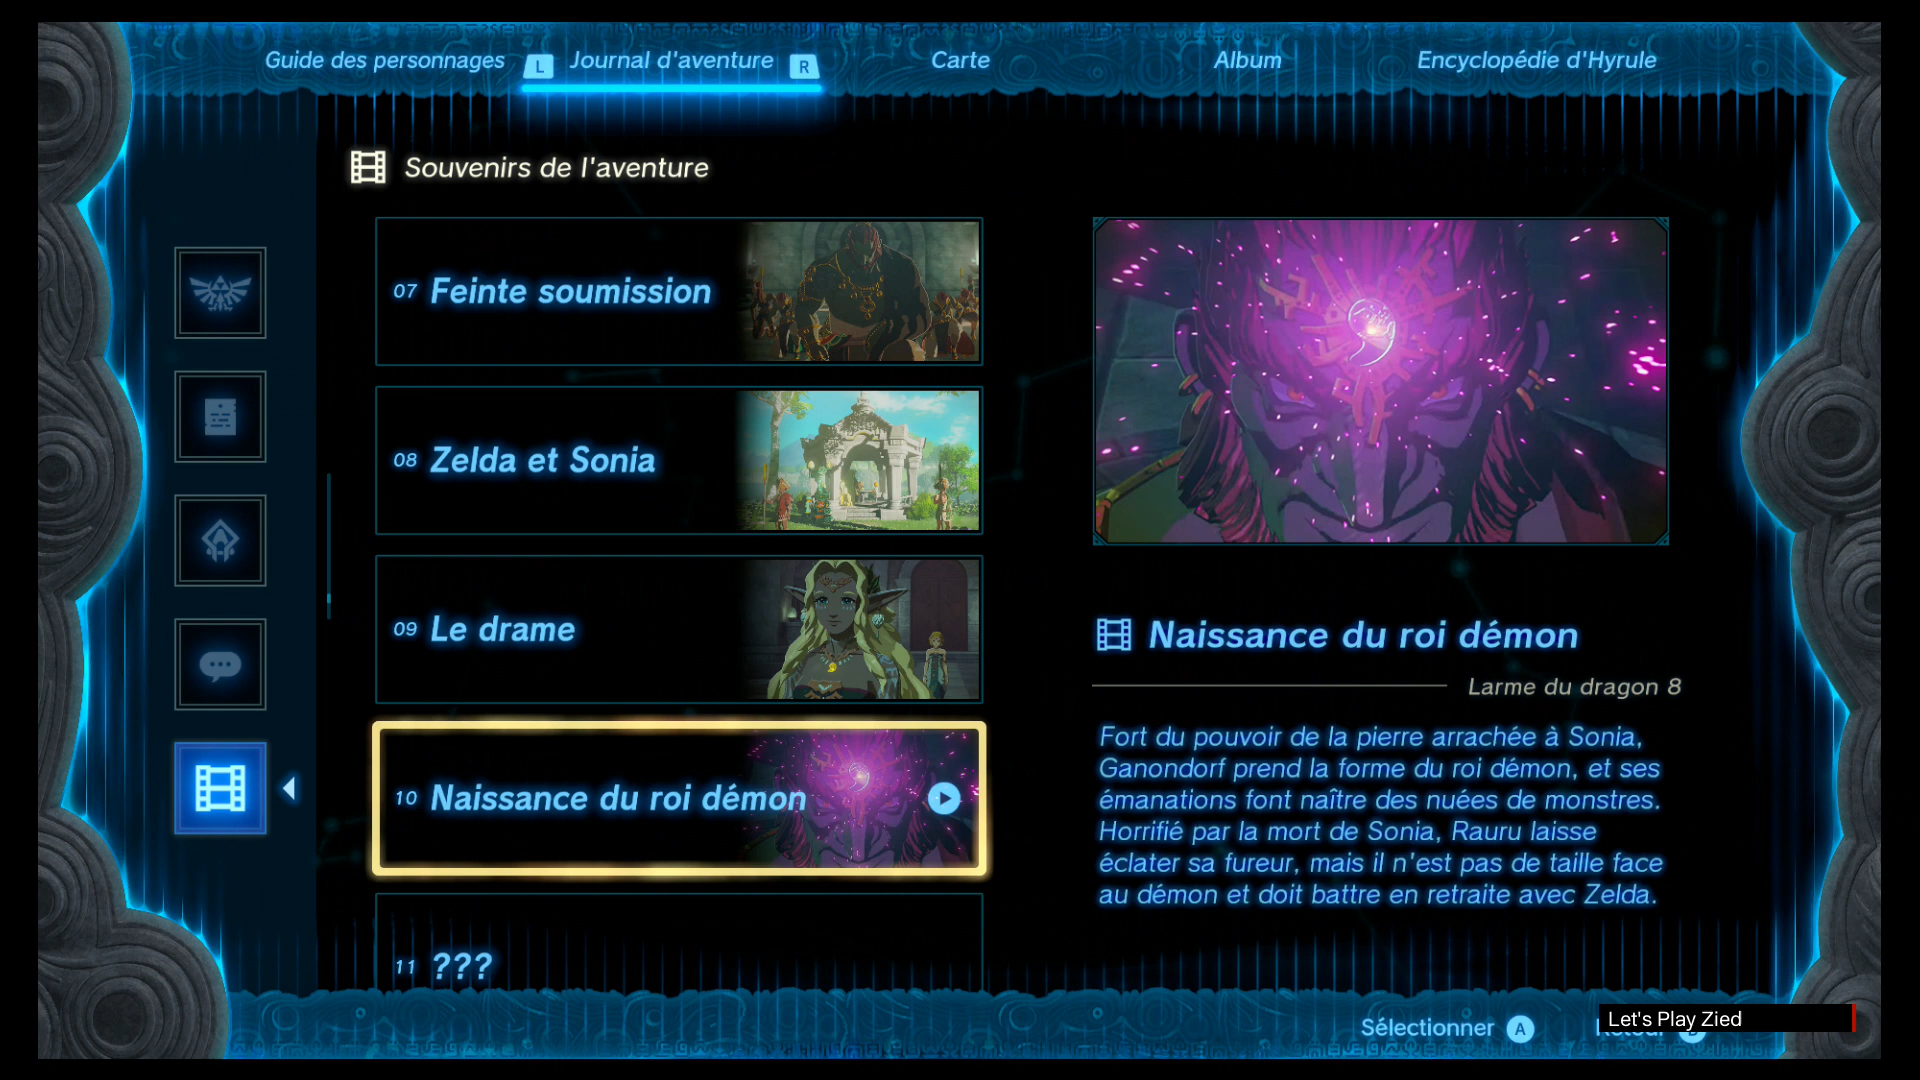 Guide des personnages
L
Journal d'aventure
R
Carte
Album
Encyclopédie d'Hyrule
Souvenirs de l'aventure
07 Feinte soumission
08 Zelda et Sonia
09 Le drame
10 Naissance du roi démon
11 ???
Naissance du roi démon
Larme du dragon 8
Fort du pouvoir de la pierre arrachée à Sonia,
Ganondorf prend la forme du roi démon, et ses
émanations font naître des nuées de monstres.
Horrifié par la mort de Sonia, Rauru laisse
éclater sa fureur, mais il n'est pas de taille face
au démon et doit battre en retraite avec Zelda.
Sélectionner A
Let's Play Zied